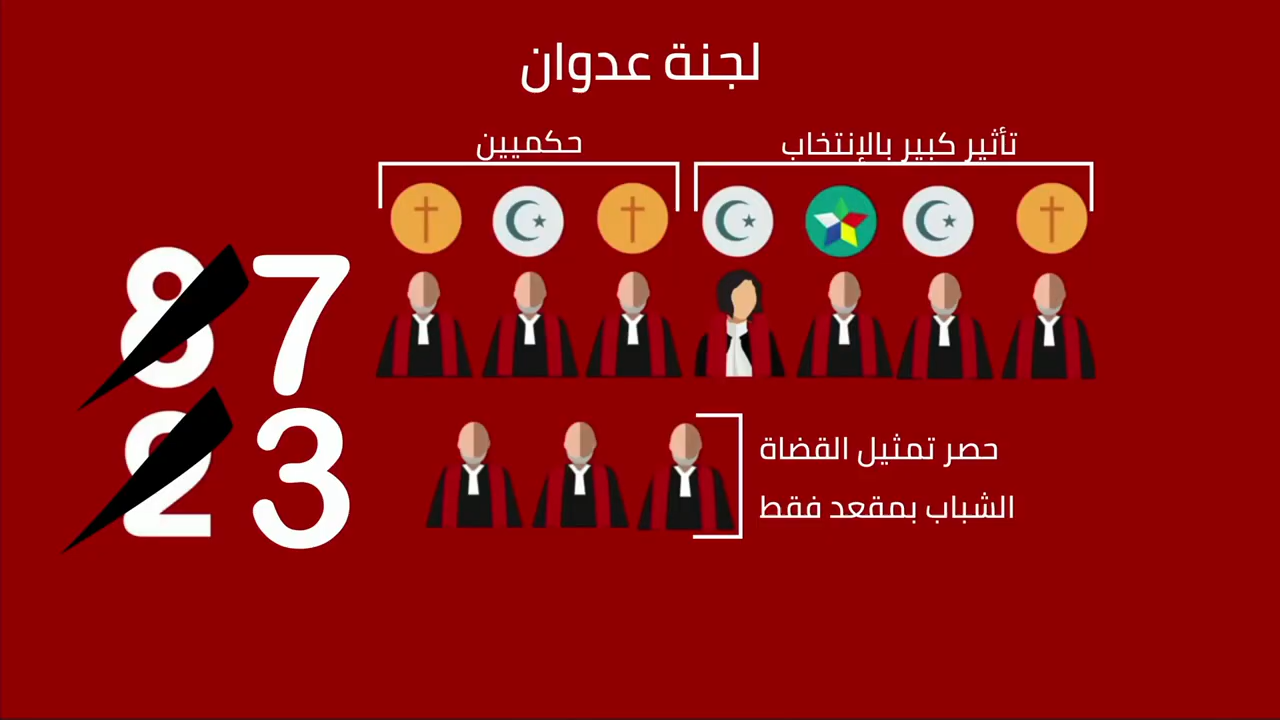 لجنة عدوان
تأثير كبير بالإنتخاب
حكميين
8 7
2 3
حصر تمثيل القضاة
الشباب بمقعد فقط